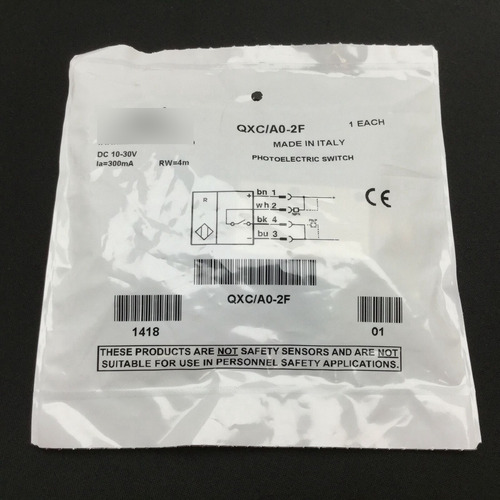 QXC/A0-2F
1 EACH
MADE IN ITALY
DC 10-30V
Ia=300mA RW=4m
PHOTOELECTRIC SWITCH
R
+
bn 1
wh 2
bk 4
bu 3
-
CE
QXC/A0-2F
1418
01
THESE PRODUCTS ARE NOT SAFETY SENSORS AND ARE NOT
SUITABLE FOR USE IN PERSONNEL SAFETY APPLICATIONS.